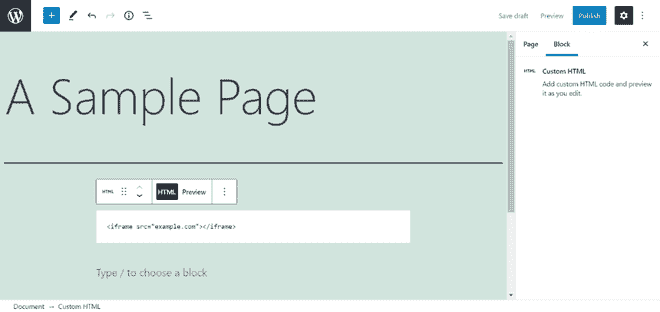 Save draft Preview Publish
Page Block
A Sample Page
HTML Custom HTML
Add custom HTML code and preview
it as you edit.
HTML HTML Preview
<iframe src="example.com"></iframe>
Type / to choose a block
Document → Custom HTML